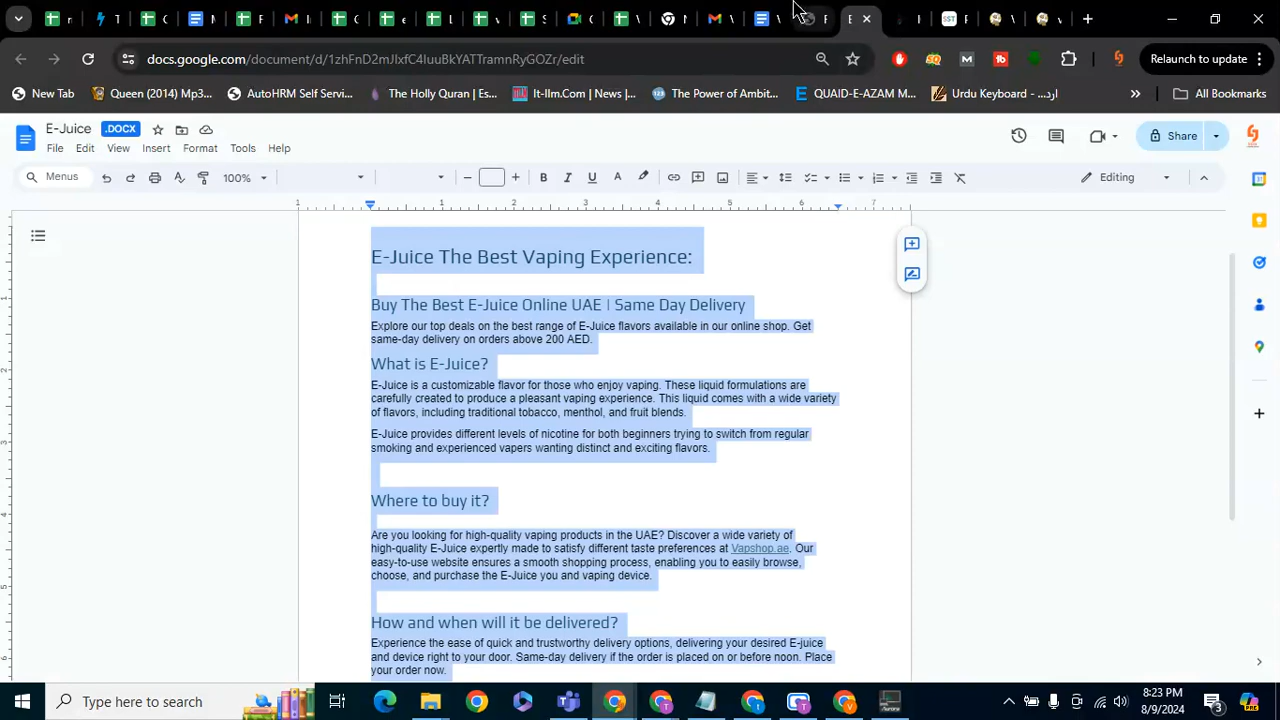 docs.google.com/document/d/1zhFnD2mJlxfC4IuuBkYATTramnRyGOZr/edit
Relaunch to update
New Tab
Queen (2014) Mp3...
AutoHRM Self Servi...
The Holly Quran | Es...
It-llm.Com | News |...
The Power of Ambit...
QUAID-E-AZAM M...
Urdu Keyboard - ارد...
All Bookmarks
E-Juice .DOCX
Share
File Edit View Insert Format Tools Help
Menus
100%
Editing
1 1 2 3 4 5 6 7
E-Juice The Best Vaping Experience:
Buy The Best E-Juice Online UAE | Same Day Delivery
Explore our top deals on the best range of E-Juice flavors available in our online shop. Get
same-day delivery on orders above 200 AED.
What is E-Juice?
E-Juice is a customizable flavor for those who enjoy vaping. These liquid formulations are
carefully created to produce a pleasant vaping experience. This liquid comes with a wide variety
of flavors, including traditional tobacco, menthol, and fruit blends.
E-Juice provides different levels of nicotine for both beginners trying to switch from regular
smoking and experienced vapers wanting distinct and exciting flavors.
Where to buy it?
Are you looking for high-quality vaping products in the UAE? Discover a wide variety of
high-quality E-Juice expertly made to satisfy different taste preferences at Vapshop.ae. Our
easy-to-use website ensures a smooth shopping process, enabling you to easily browse,
choose, and purchase the E-Juice you and vaping device.
How and when will it be delivered?
Experience the ease of quick and trustworthy delivery options, delivering your desired E-juice
and device right to your door. Same-day delivery if the order is placed on or before noon. Place
your order now.
Type here to search
8:23 PM
8/9/2024
3